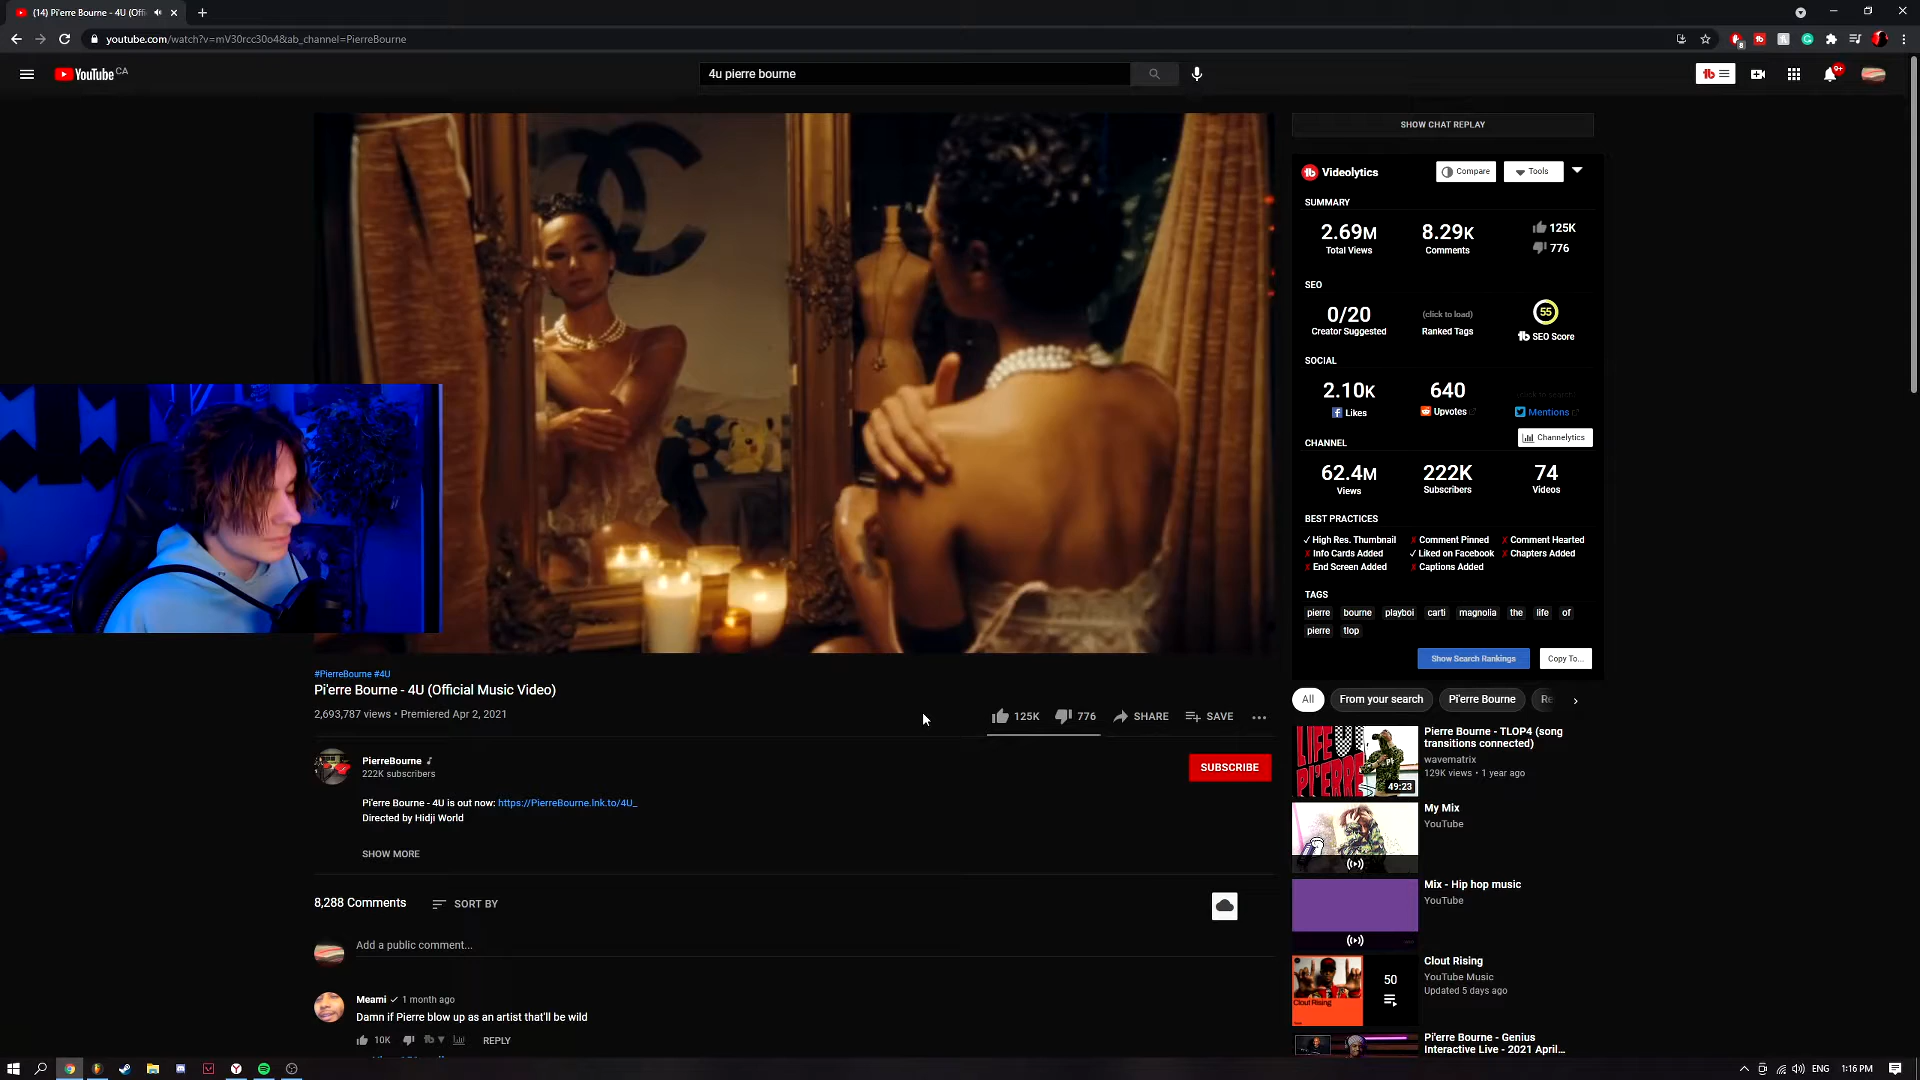 (14) Pi'erre Bourne - 4U (Offi
youtube.com/watch?v=mV30rcc30o4&ab_channel=PierreBourne
8
YouTube CA
4u pierre bourne
9+
SHOW CHAT REPLAY
Videolytics
Compare
Tools
SUMMARY
2.69M
Total Views
8.29K
Comments
125K
776
SEO
0/20
Creator Suggested
(click to load)
Ranked Tags
55
SEO Score
SOCIAL
2.10K
Likes
640
Upvotes
Mentions
CHANNEL
Channelytics
62.4M
Views
222K
Subscribers
74
Videos
BEST PRACTICES
✓ High Res. Thumbnail
✗ Comment Pinned
✗ Comment Hearted
✗ Info Cards Added
✓ Liked on Facebook
✗ Chapters Added
✗ End Screen Added
✗ Captions Added
TAGS
pierre bourne playboi carti magnolia the life of
pierre tlop
Show Search Rankings
Copy To...
#PierreBourne #4U
Pi'erre Bourne - 4U (Official Music Video)
2,693,787 views • Premiered Apr 2, 2021
125K
776
SHARE
SAVE
PierreBourne
222K subscribers
SUBSCRIBE
Pi'erre Bourne - 4U is out now: https://PierreBourne.lnk.to/4U_
Directed by Hidji World
SHOW MORE
8,288 Comments
SORT BY
Add a public comment...
Meami
1 month ago
Damn if Pierre blow up as an artist that'll be wild
10K
REPLY
All
From your search
Pi'erre Bourne
Re
LIFE
PI'ERRE
49:23
Pierre Bourne - TLOP4 (song
transitions connected)
wavematrix
129K views • 1 year ago
My Mix
YouTube
Mix - Hip hop music
YouTube
Clout Rising
50
Clout Rising
YouTube Music
Updated 5 days ago
Pi'erre Bourne - Genius
Interactive Live - 2021 April...
ENG
1:16 PM